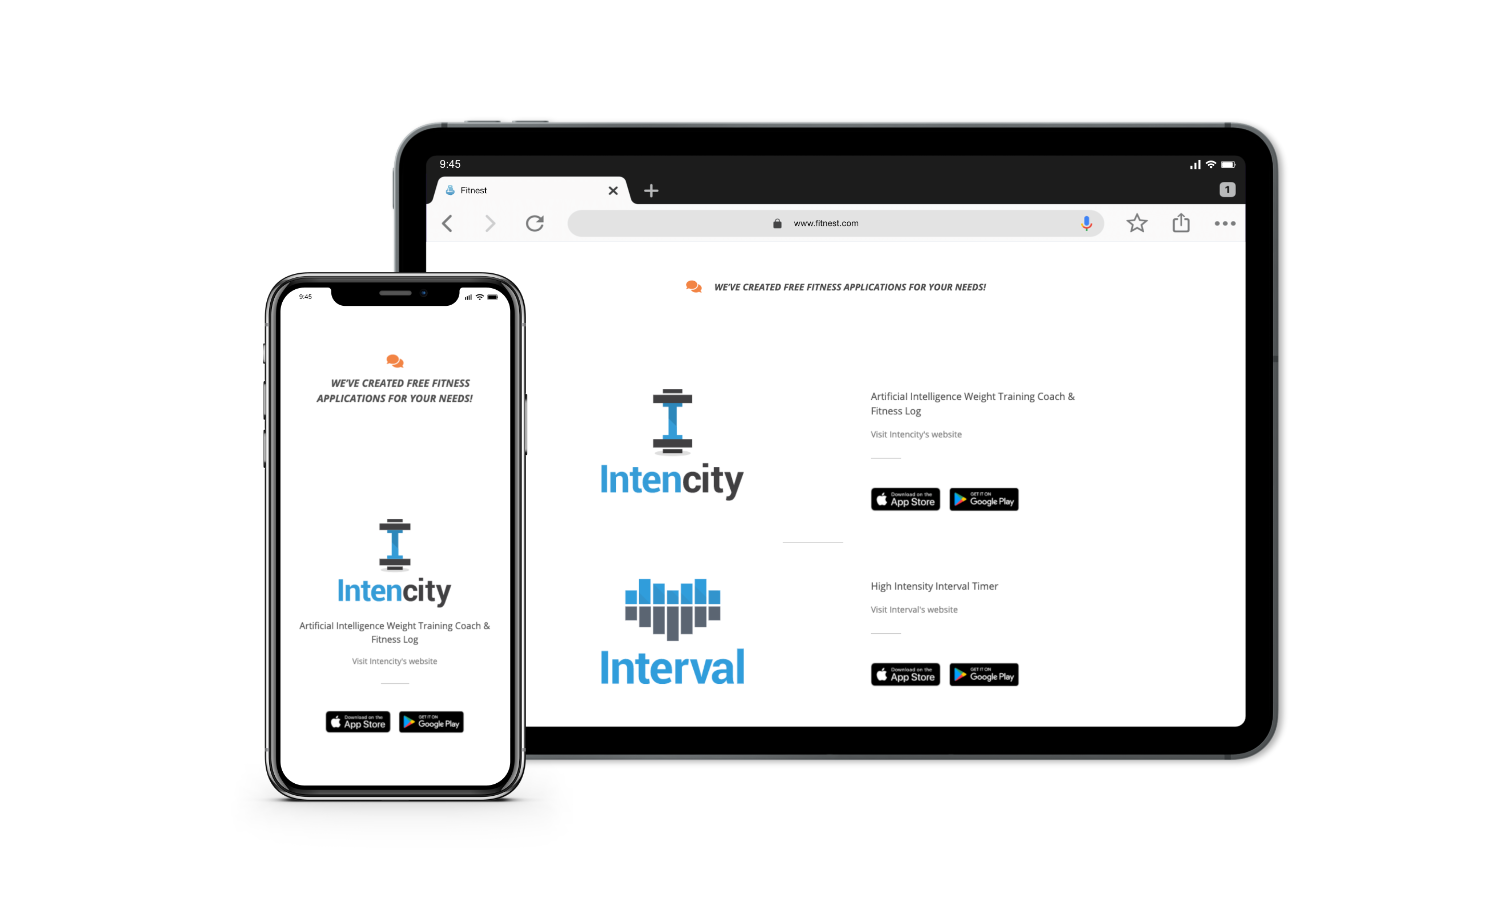 9:45
Fitnest
1
www.fitnest.com
WE'VE CREATED FREE FITNESS APPLICATIONS FOR YOUR NEEDS!
Intencity
Artificial Intelligence Weight Training Coach &
Fitness Log
Visit Intencity's website
Download on the
App Store
GET IT ON
Google Play
Interval
High Intensity Interval Timer
Visit Interval's website
Download on the
App Store
GET IT ON
Google Play
9:45
WE'VE CREATED FREE FITNESS
APPLICATIONS FOR YOUR NEEDS!
Intencity
Artificial Intelligence Weight Training Coach &
Fitness Log
Visit Intencity's website
Download on the
App Store
GET IT ON
Google Play